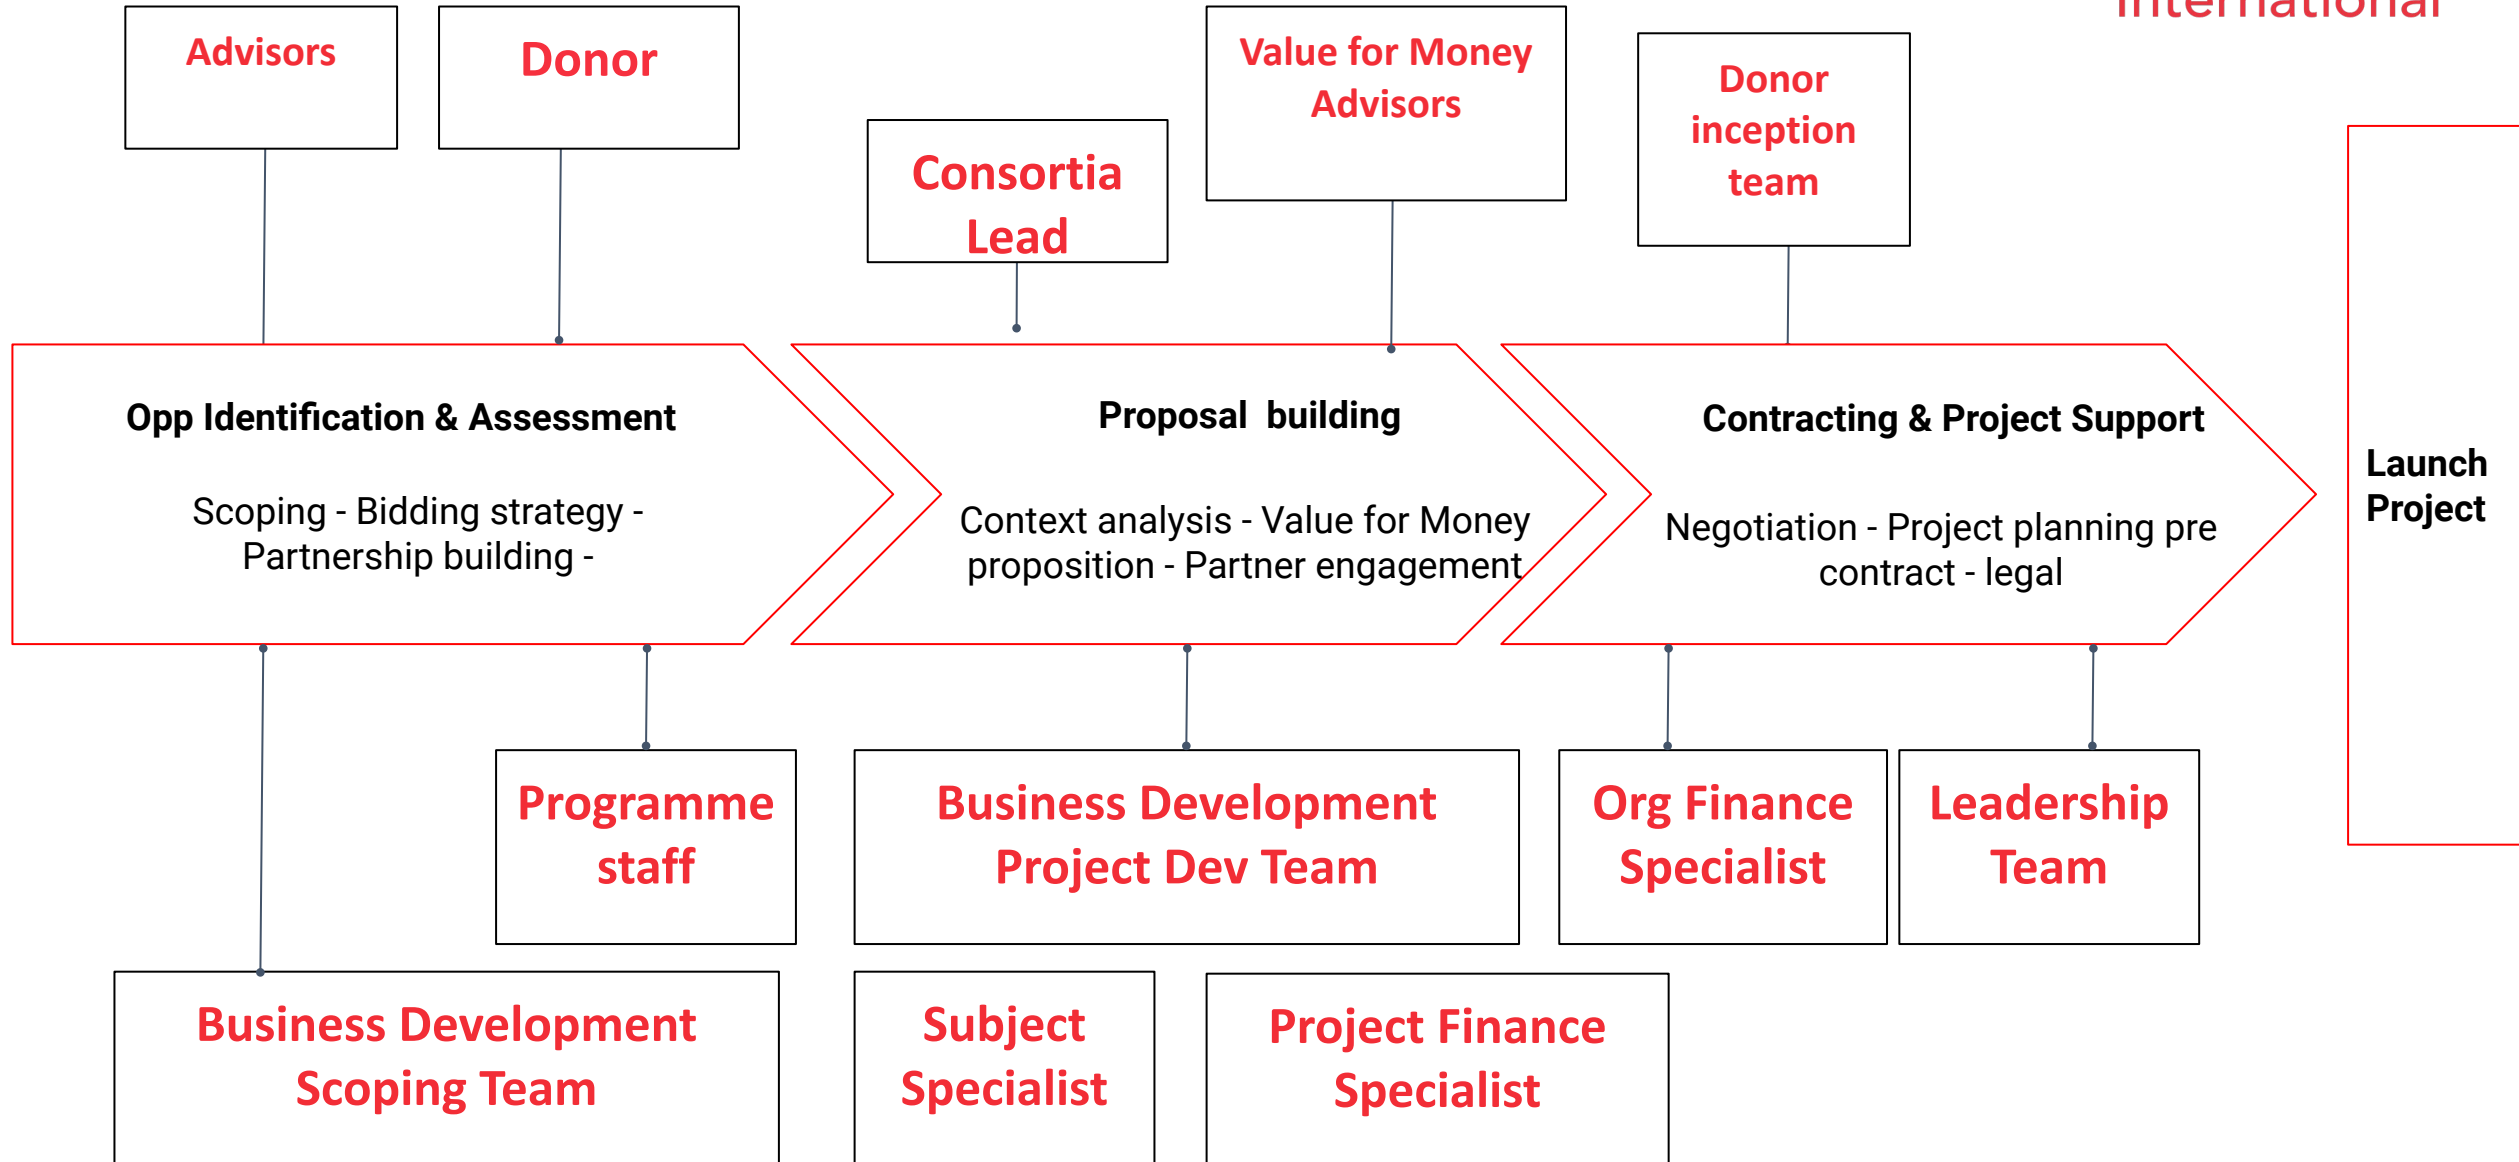 International
Advisors
Donor
Value for Money
Advisors
Donor
inception
team
Consortia
Lead
Opp Identification & Assessment
Scoping - Bidding strategy -
Partnership building -
Proposal  building
Context analysis - Value for Money
proposition - Partner engagement
Contracting & Project Support
Negotiation - Project planning pre
contract - legal
Launch
Project
Programme
staff
Business Development
Project Dev Team
Org Finance
Specialist
Leadership
Team
Business Development
Scoping Team
Subject
Specialist
Project Finance
Specialist